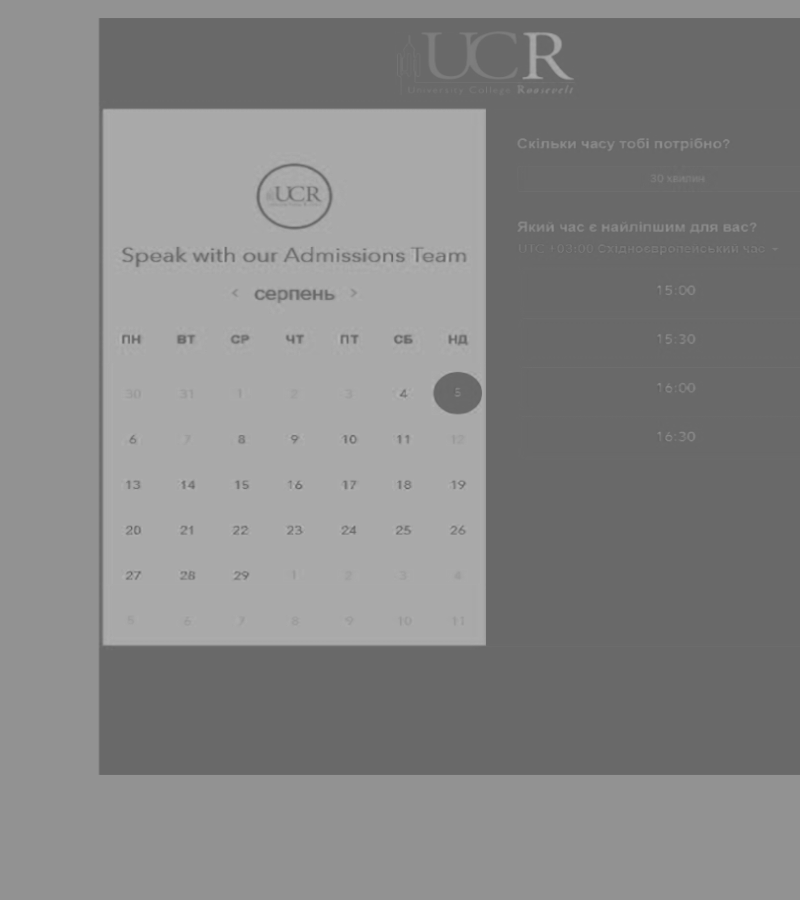 UCR
University College Roosevelt
UCR
Speak with our Admissions Team
< серпень >
ПН ВТ СР ЧТ ПТ СБ НД
30 31 1 2 3 4 5
6 7 8 9 10 11 12
13 14 15 16 17 18 19
20 21 22 23 24 25 26
27 28 29 1 2 3 4
5 6 7 8 9 10 11
Скільки часу тобі потрібно?
30 хвилин
Який час є найліпшим для вас?
UTC +03:00 Східноєвропейський час
15:00
15:30
16:00
16:30